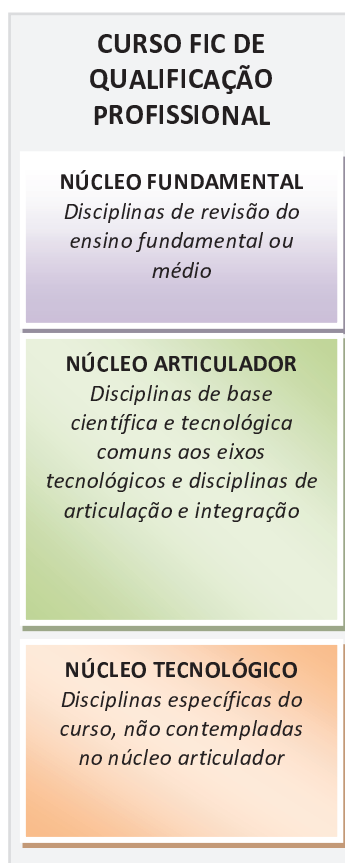 CURSO FIC DE
QUALIFICAÇÃO
PROFISSIONAL
NÚCLEO FUNDAMENTAL
Disciplinas de revisão do
ensino fundamental ou
médio
NÚCLEO ARTICULADOR
Disciplinas de base
científica e tecnológica
comuns aos eixos
tecnológicos e disciplinas de
articulação e integração
NÚCLEO TECNOLÓGICO
Disciplinas específicas do
curso, não contempladas
no núcleo articulador